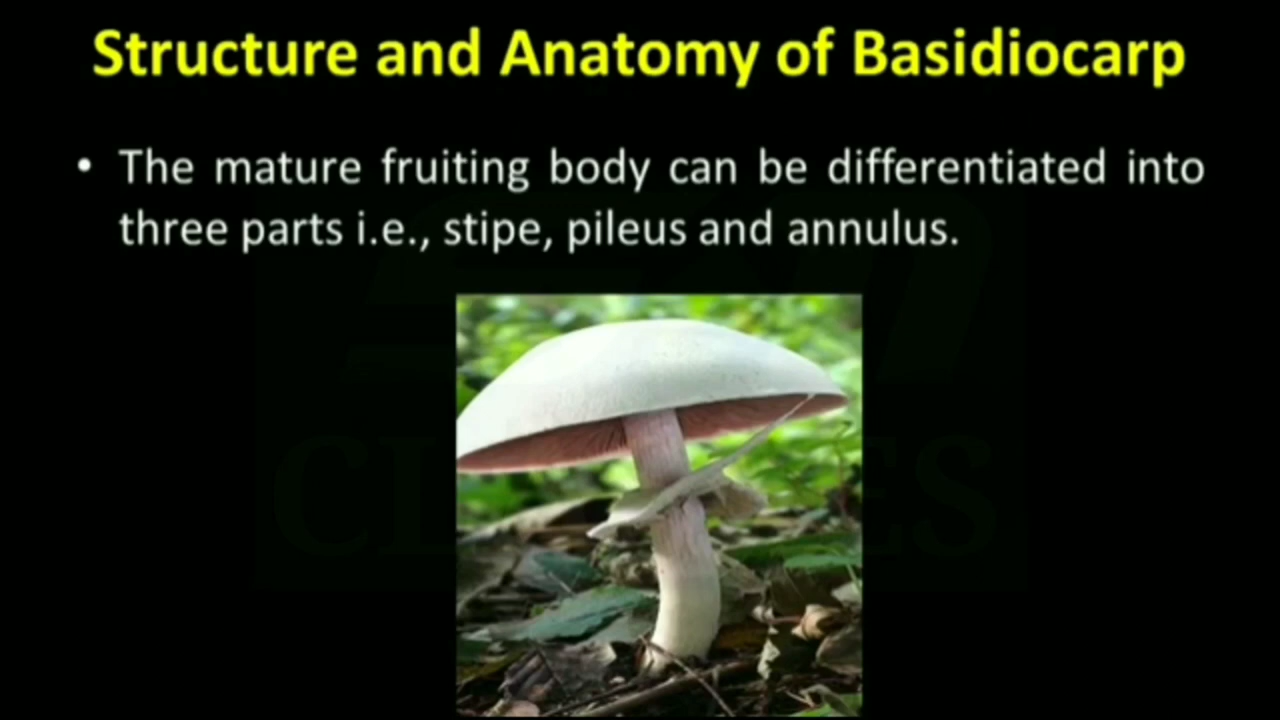 Structure and Anatomy of Basidiocarp
• The mature fruiting body can be differentiated into
three parts i.e., stipe, pileus and annulus.